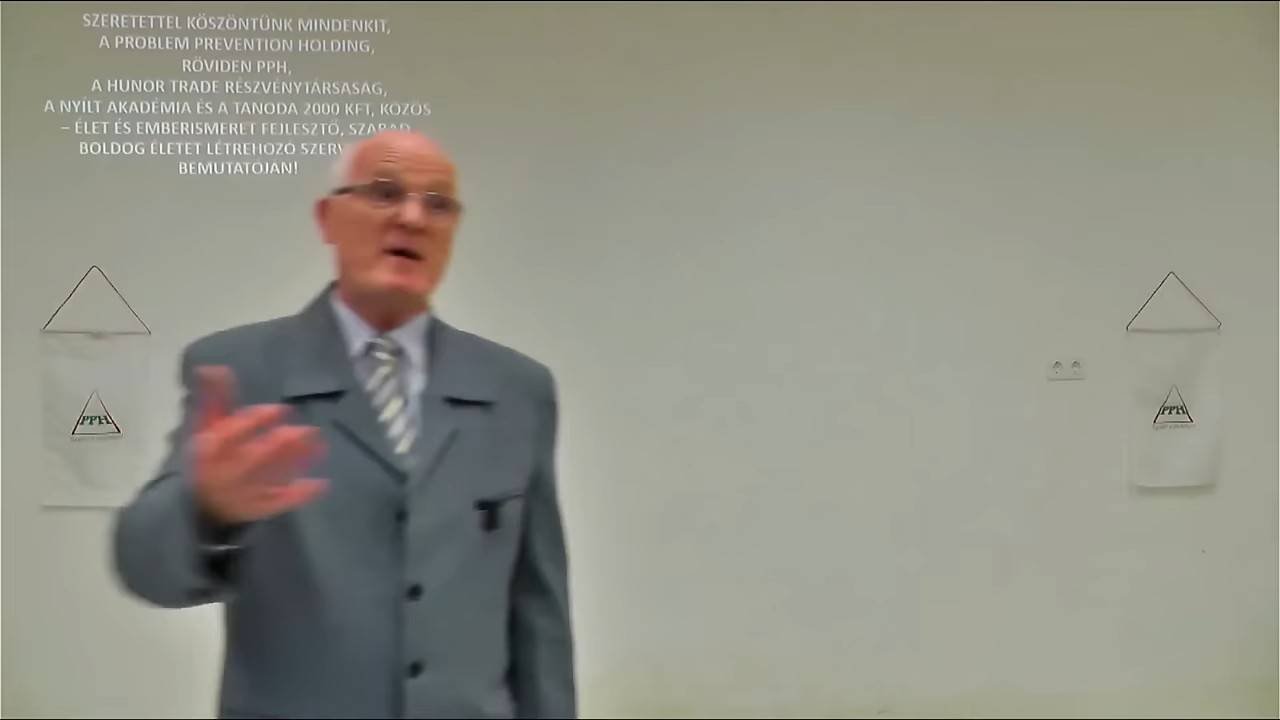 SZERETETTEL KÖSZÖNTÜNK MINDENKIT,
A PROBLEM PREVENTION HOLDING,
RÖVIDEN PPH,
A HUNOR TRADE RÉSZVÉNYTÁRSASÁG,
A NYÍLT AKADÉMIA ÉS A TANODA 2000 KFT, KÖZÖS
– ÉLET ÉS EMBERISMERET FEJLESZTŐ, SZABAD,
BOLDOG ÉLETET LÉTREHOZÓ SZERV
BEMUTATÓJÁN!
PPH
PPH